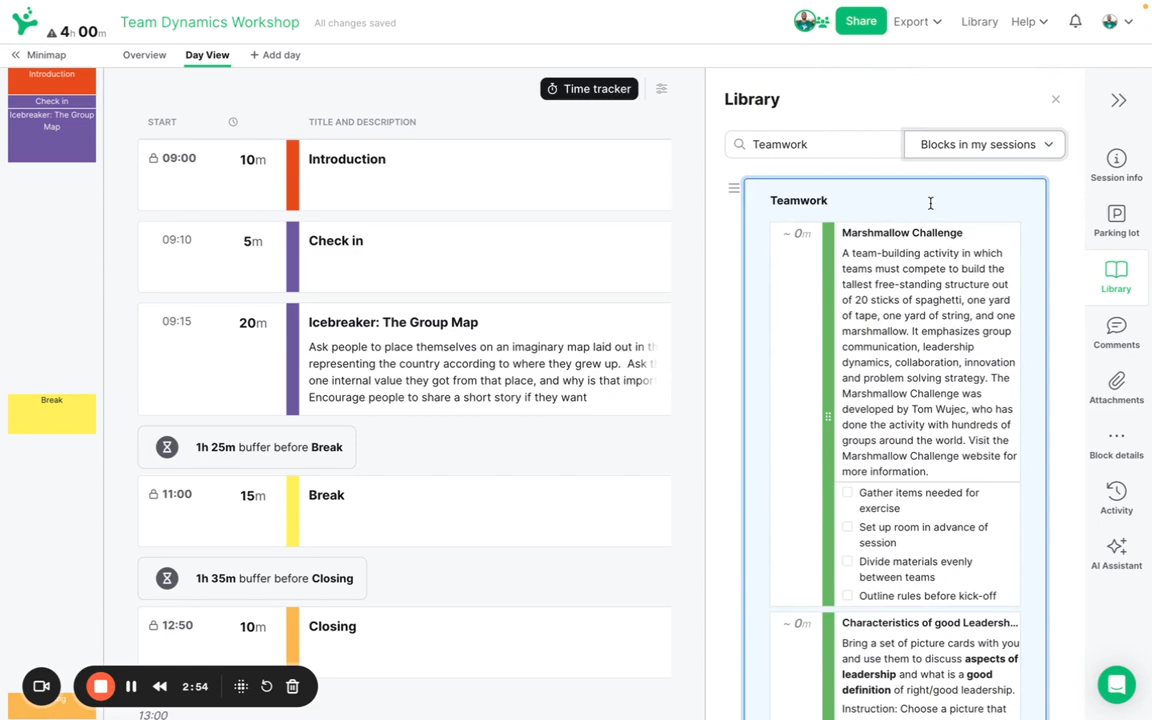 4h 00m
Team Dynamics Workshop
All changes saved
Share
Export
Library
Help
Minimap
Overview
Day View
+ Add day
Introduction
Check in
Icebreaker: The Group
Map
Break
Time tracker
START
TITLE AND DESCRIPTION
09:00
10m
Introduction
09:10
5m
Check in
09:15
20m
Icebreaker: The Group Map
Ask people to place themselves on an imaginary map laid out in th
representing the country according to where they grew up. Ask t
one internal value they got from that place, and why is that impor
Encourage people to share a short story if they want
1h 25m buffer before Break
11:00
15m
Break
1h 35m buffer before Closing
12:50
10m
Closing
13:00
2:54
Library
Teamwork
Blocks in my sessions
Teamwork
~ 0m
Marshmallow Challenge
A team-building activity in which
teams must compete to build the
tallest free-standing structure out
of 20 sticks of spaghetti, one yard
of tape, one yard of string, and one
marshmallow. It emphasizes group
communication, leadership
dynamics, collaboration, innovation
and problem solving strategy. The
Marshmallow Challenge was
developed by Tom Wujec, who has
done the activity with hundreds of
groups around the world. Visit the
Marshmallow Challenge website for
more information.
Gather items needed for
exercise
Set up room in advance of
session
Divide materials evenly
between teams
Outline rules before kick-off
~ 0m
Characteristics of good Leadersh...
Bring a set of picture cards with you
and use them to discuss aspects of
leadership and what is a good
definition of right/good leadership.
Instruction: Choose a picture that
Session info
Parking lot
Library
Comments
Attachments
Block details
Activity
AI Assistant